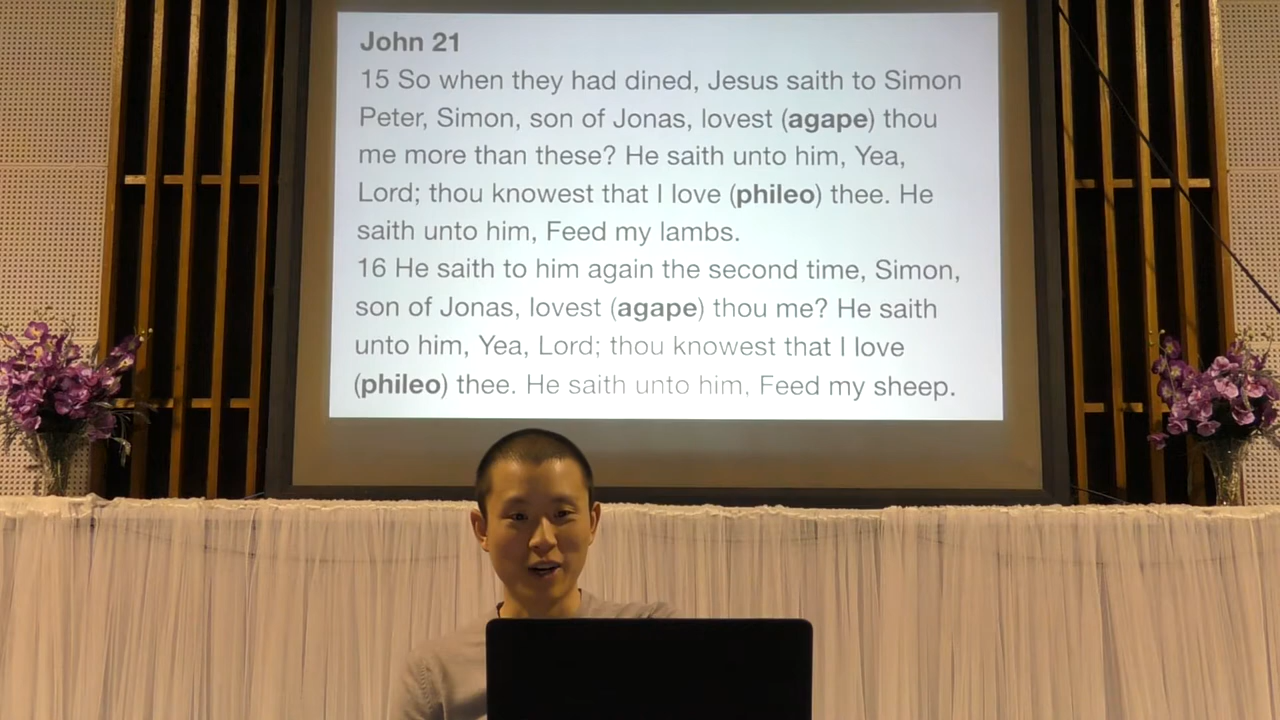 John 21
15 So when they had dined, Jesus saith to Simon
Peter, Simon, son of Jonas, lovest (agape) thou
me more than these? He saith unto him, Yea,
Lord; thou knowest that I love (phileo) thee. He
saith unto him, Feed my lambs.
16 He saith to him again the second time, Simon,
son of Jonas, lovest (agape) thou me? He saith
unto him, Yea, Lord; thou knowest that I love
(phileo) thee. He saith unto him, Feed my sheep.